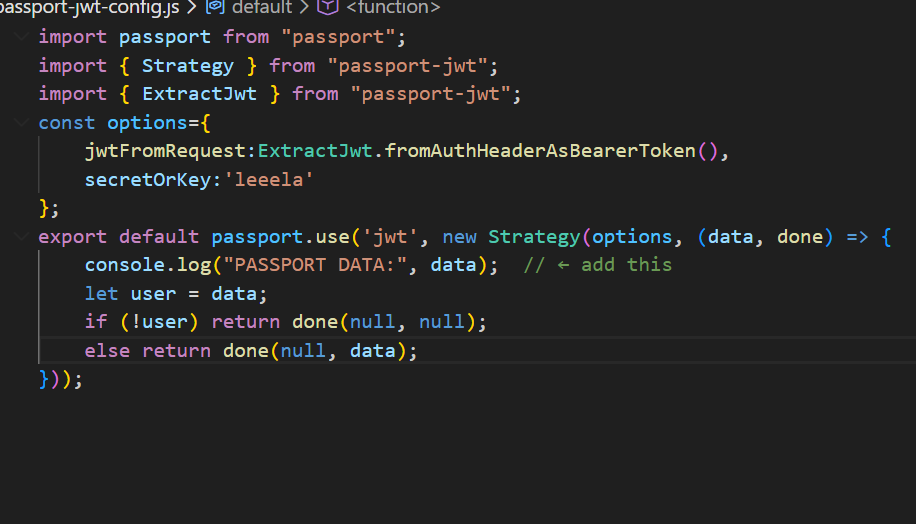 passport-jwt-config.js > default > <function>
import passport from "passport";
import { Strategy } from "passport-jwt";
import { ExtractJwt } from "passport-jwt";
const options={
    jwtFromRequest:ExtractJwt.fromAuthHeaderAsBearerToken(),
    secretOrKey:'leeela'
};
export default passport.use('jwt', new Strategy(options, (data, done) => {
    console.log("PASSPORT DATA:", data);  // ← add this
    let user = data;
    if (!user) return done(null, null);
    else return done(null, data);
}));